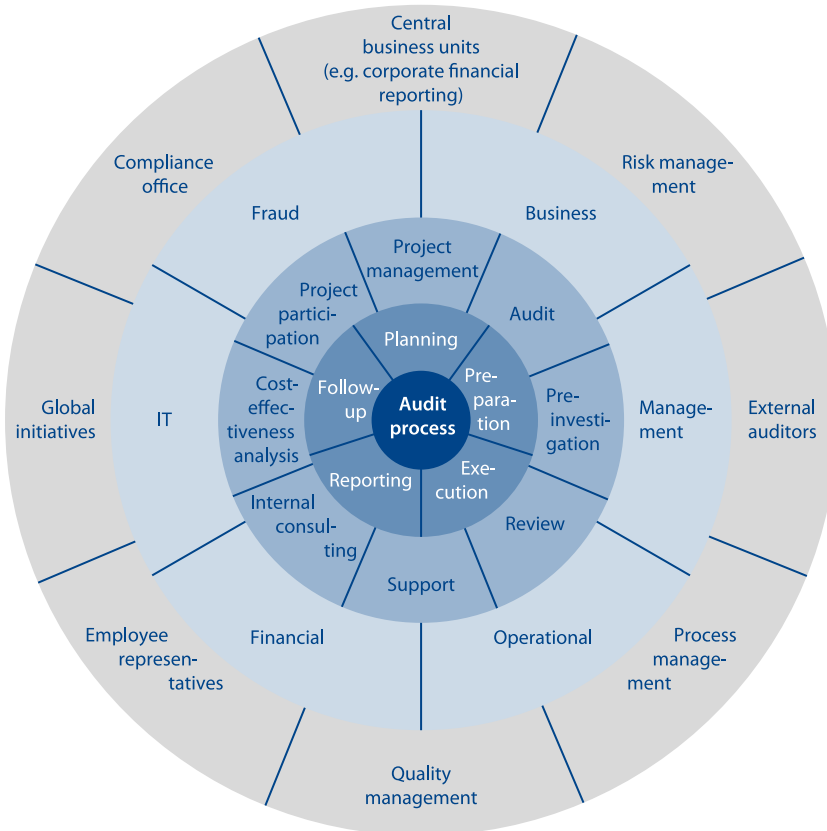 Central
business units
(e.g. corporate financial
reporting)
Compliance
office
Risk manage-
ment
Fraud
Business
Project
management
Project
partici-
pation
Audit
Planning
Global
initiatives
IT
Cost-
effec-
tiveness
analysis
Follow-
up
Audit
process
Pre-
para-
tion
Pre-
investi-
gation
Manage-
ment
External
auditors
Reporting
Exe-
cution
Internal
consul-
ting
Review
Support
Employee
represen-
tatives
Financial
Operational
Process
manage-
ment
Quality
management